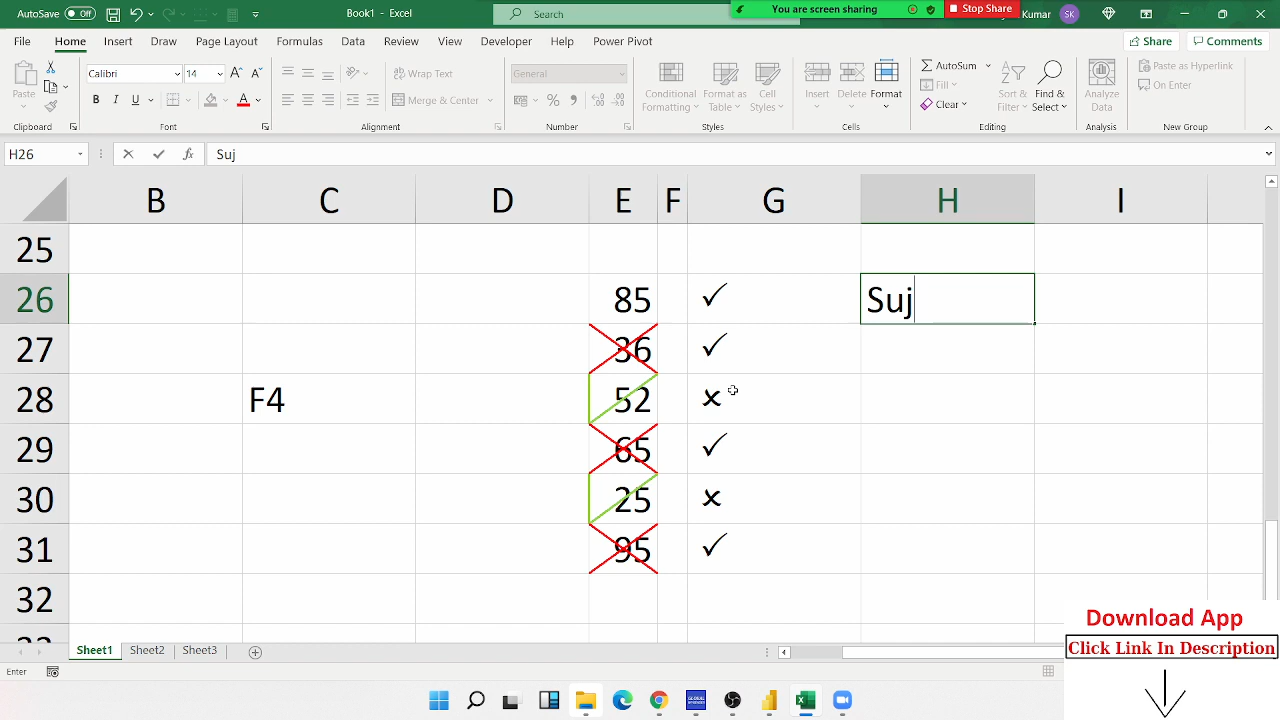 AutoSave Off Book1 - Excel Search You are screen sharing Stop Share Kumar SK
File Home Insert Draw Page Layout Formulas Data Review View Developer Help Power Pivot Share Comments
Paste Calibri 14 A A Wrap Text General Conditional Formatting Format as Table Cell Styles Insert Delete Format AutoSum Sort & Filter Find & Select Analyze Data Paste as Hyperlink
B I U A Merge & Center % Fill On Enter
Clear
Clipboard Font Alignment Number Styles Cells Editing Analysis New Group
H26 fx Suj
B C D E F G H I
25
26 85 ✓ Suj
27 36 ✓
28 F4 52 ✗
29 65 ✓
30 25 ✗
31 95 ✓
32
Download App
Click Link In Description
Sheet1 Sheet2 Sheet3
Enter